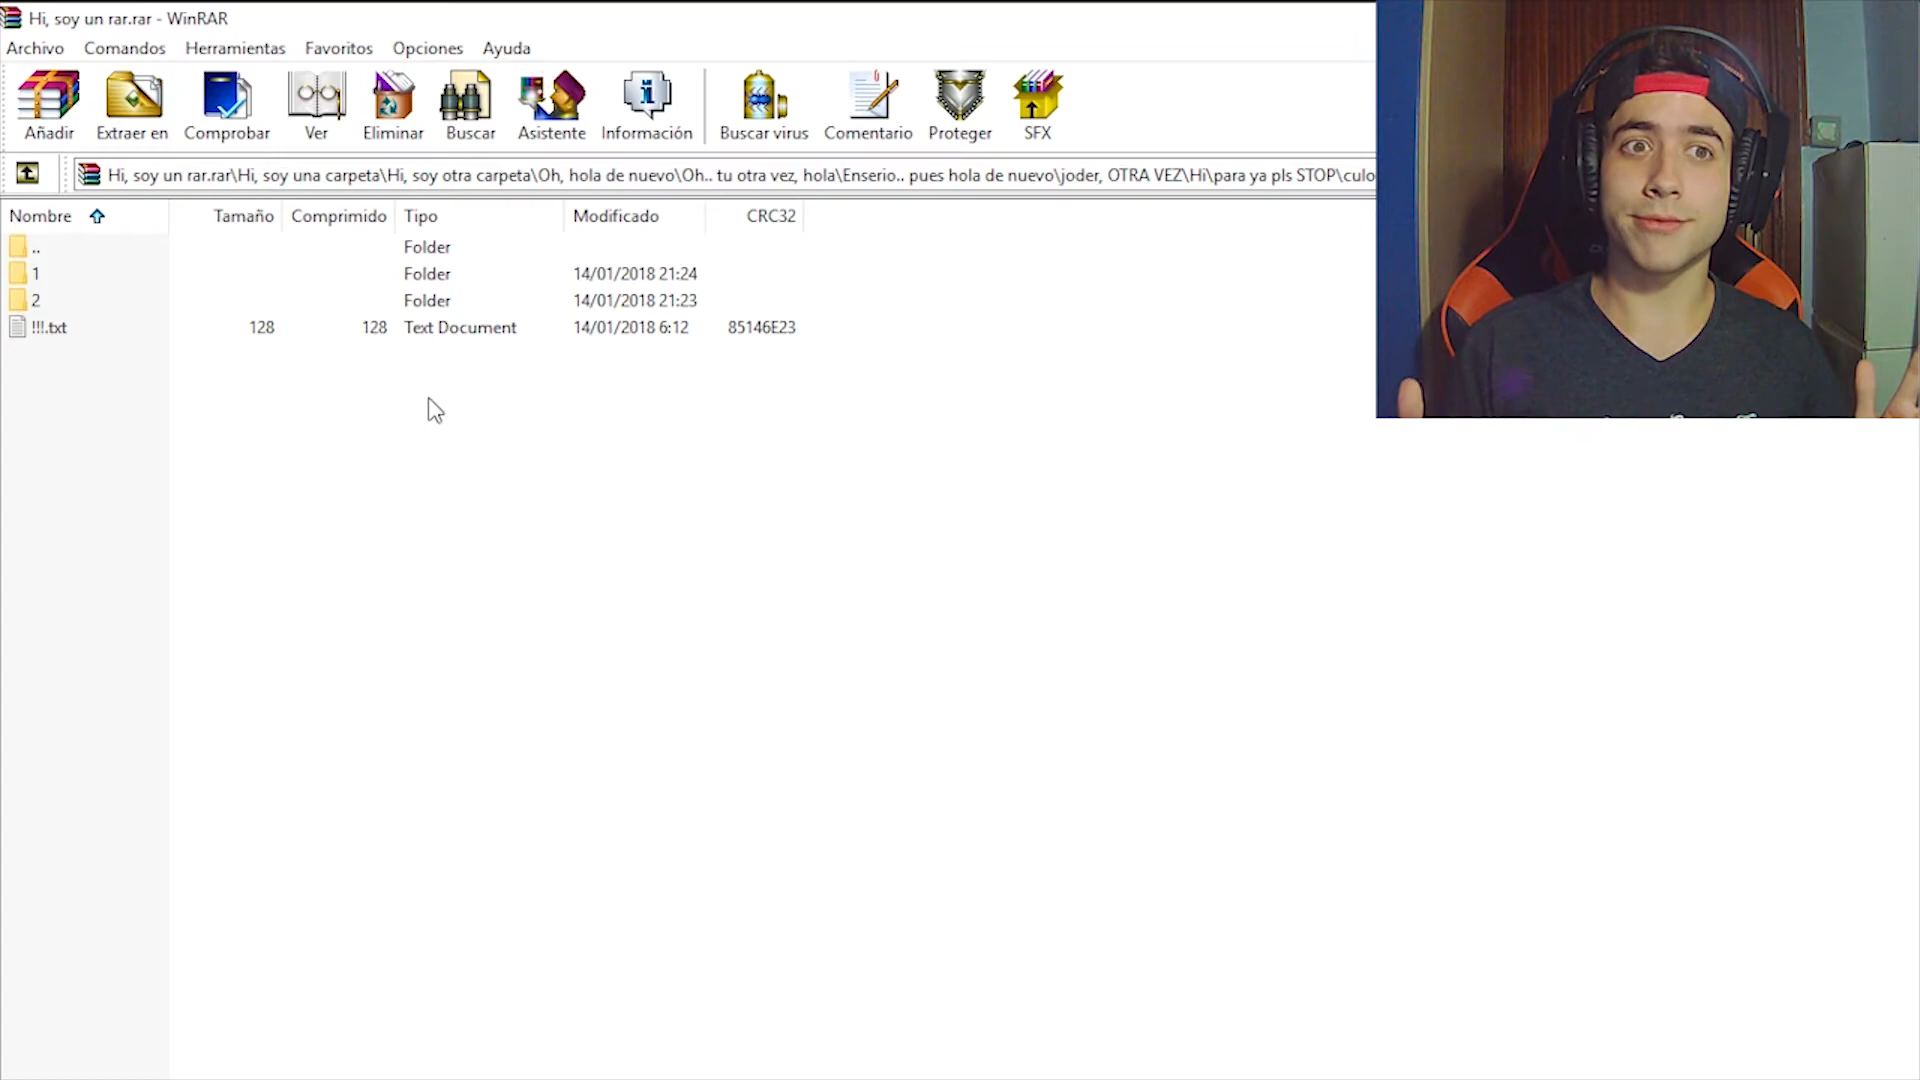 Hi, soy un rar.rar - WinRAR
Archivo Comandos Herramientas Favoritos Opciones Ayuda
Añadir Extraer en Comprobar Ver Eliminar Buscar Asistente Información Buscar virus Comentario Proteger SFX
Hi, soy un rar.rar\Hi, soy una carpeta\Hi, soy otra carpeta\Oh, hola de nuevo\Oh.. tu otra vez, hola\Enserio.. pues hola de nuevo\joder, OTRA VEZ\Hi\para ya pls STOP\culo
Nombre Tamaño Comprimido Tipo Modificado CRC32
.. Folder
1 Folder 14/01/2018 21:24
2 Folder 14/01/2018 21:23
!!!.txt 128 128 Text Document 14/01/2018 6:12 85146E23